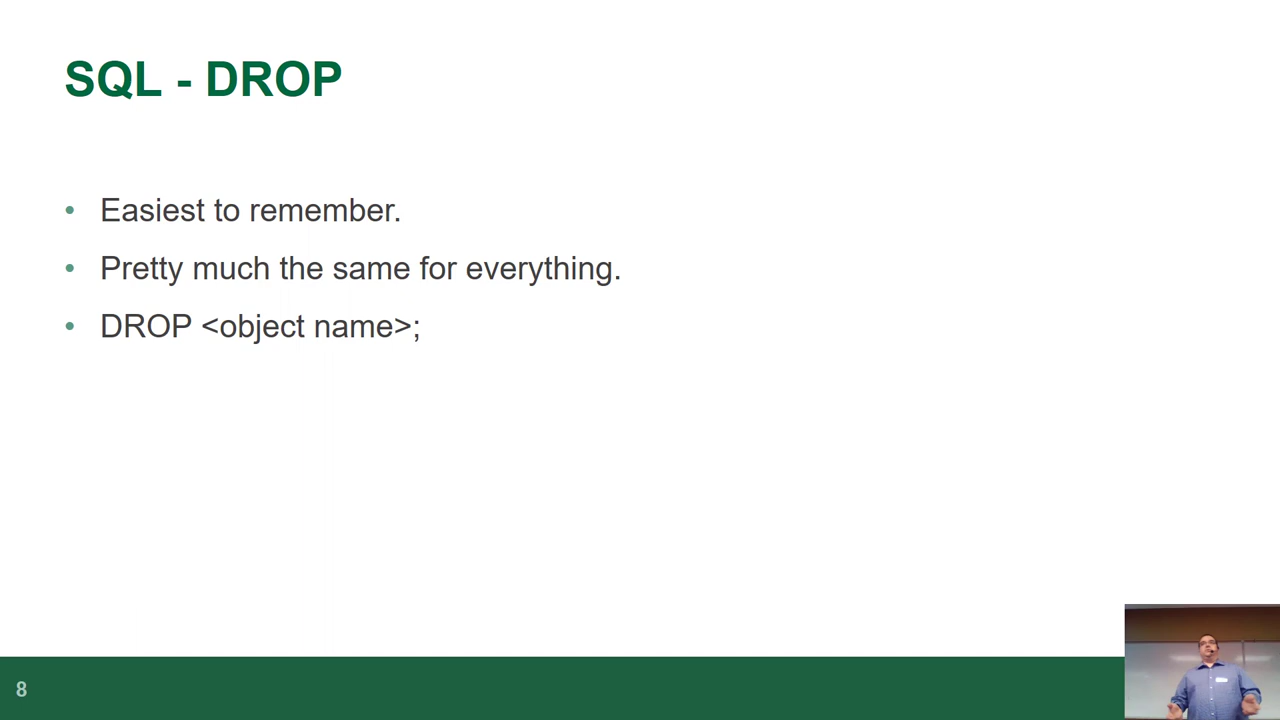 SQL - DROP
• Easiest to remember.
• Pretty much the same for everything.
• DROP <object name>;
8